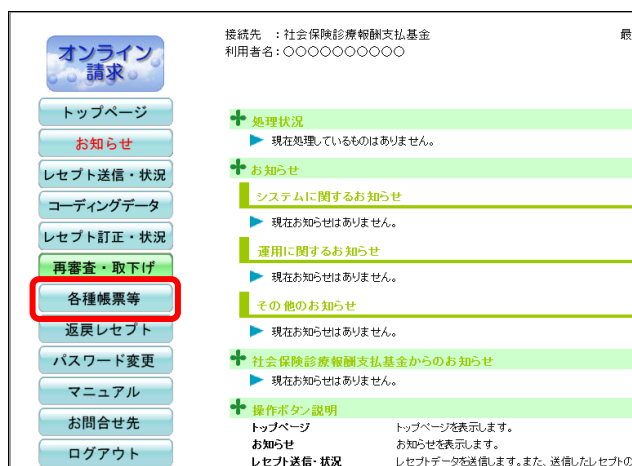 接続先　：社会保険診療報酬支払基金
最
利用者名：○○○○○○○○○○
オンライン
請求
トップページ
お知らせ
レセプト送信・状況
コーディングデータ
レセプト訂正・状況
再審査・取下げ
各種帳票等
返戻レセプト
パスワード変更
マニュアル
お問合せ先
ログアウト
処理状況
現在処理しているものはありません。
お知らせ
システムに関するお知らせ
現在お知らせはありません。
運用に関するお知らせ
現在お知らせはありません。
その他のお知らせ
現在お知らせはありません。
社会保険診療報酬支払基金からのお知らせ
現在お知らせはありません。
操作ボタン説明
トップページ　トップページを表示します。
お知らせ　お知らせを表示します。
レセプト送信・状況　レセプトデータを送信します。また、送信したレセプトの